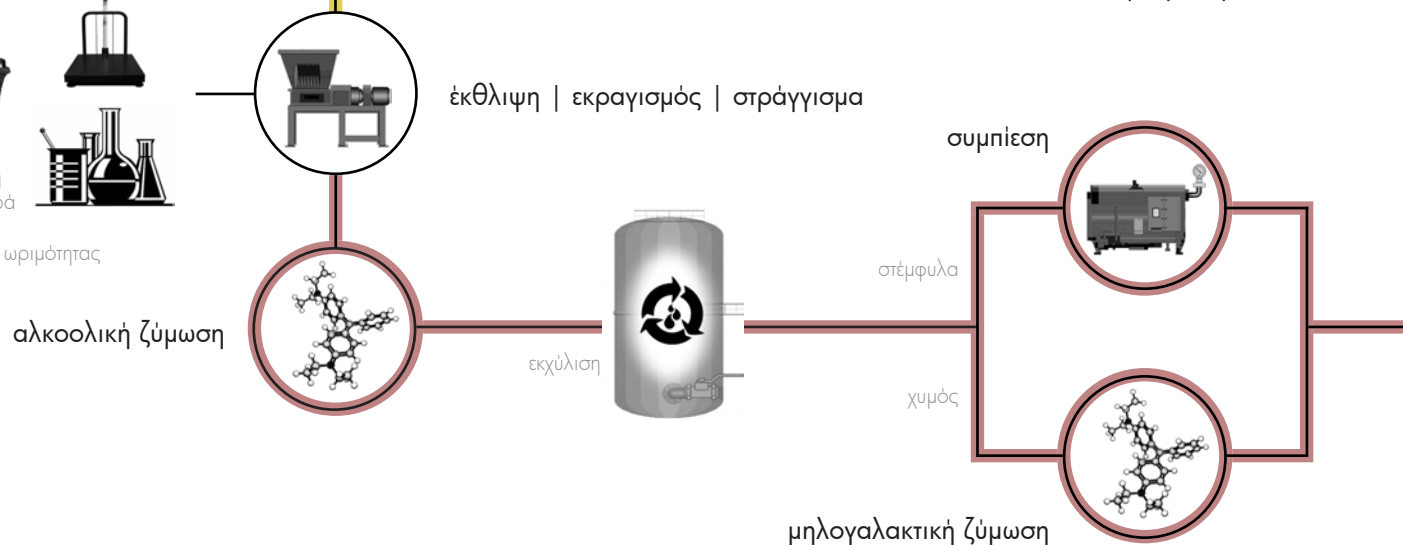 έκθλιψη | εκραγισμός | στράγγισμα
συμπίεση
ωριμότητας
στέμφυλα
αλκοολική ζύμωση
εκχύλιση
χυμός
μηλογαλακτική ζύμωση